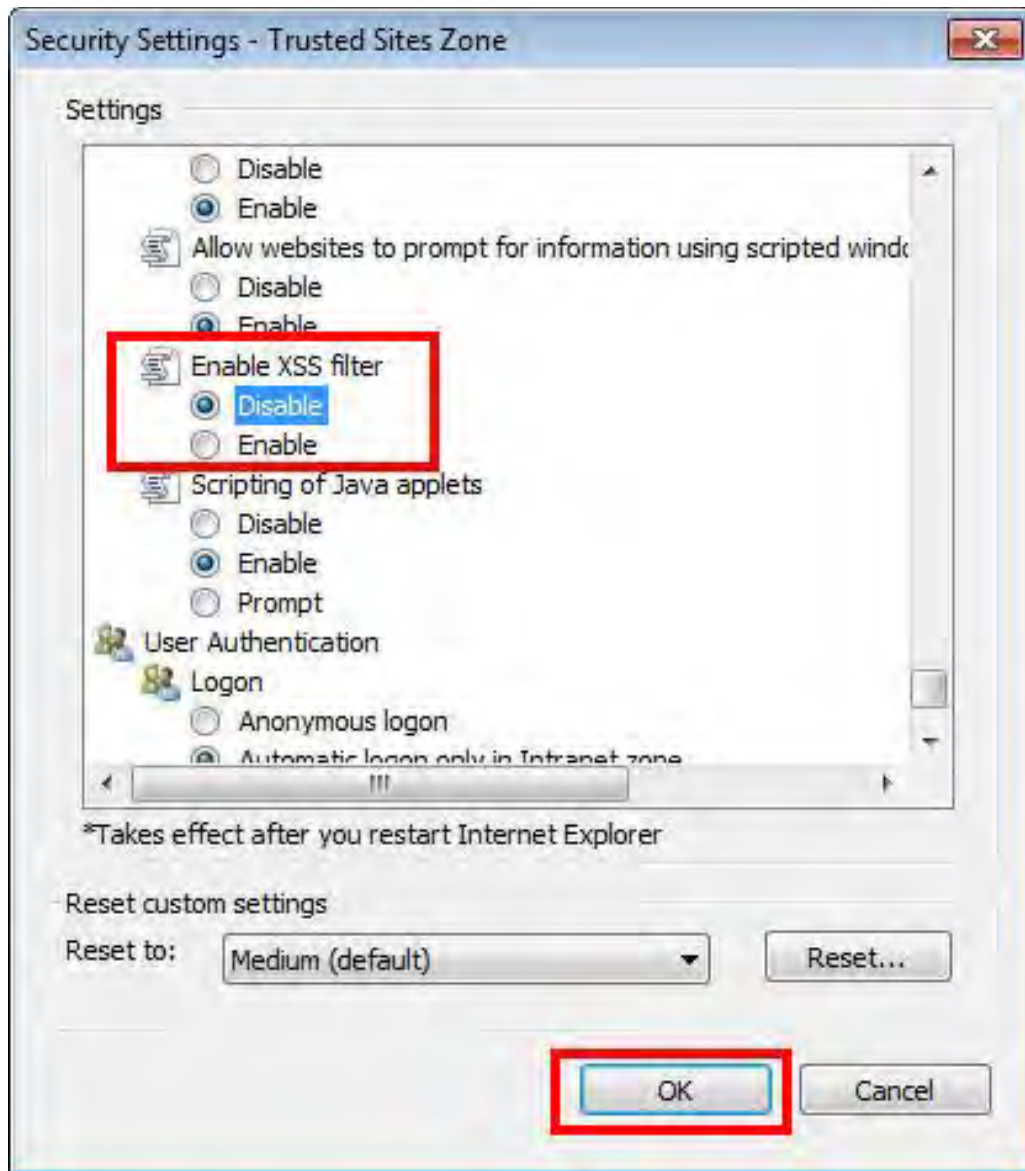 Security Settings - Trusted Sites Zone
Settings
Disable
Enable
Allow websites to prompt for information using scripted windo
Disable
Enable
Enable XSS filter
Disable
Enable
Scripting of Java applets
Disable
Enable
Prompt
User Authentication
Logon
Anonymous logon
Automatic logon only in Intranet zone
*Takes effect after you restart Internet Explorer
Reset custom settings
Reset to: Medium (default) Reset...
OK Cancel